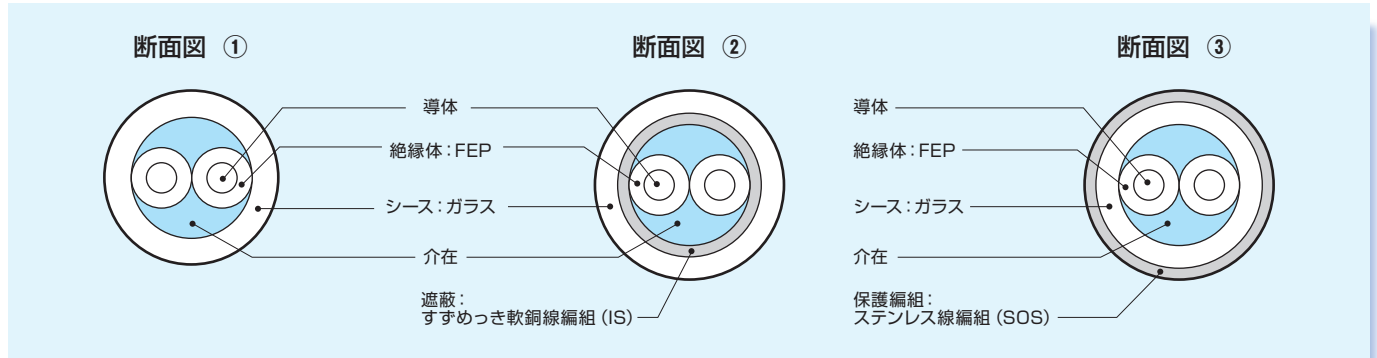 断面図 ①
断面図 ②
断面図 ③
導体
絶縁体：FEP
シース：ガラス
介在
遮蔽：
すずめっき軟銅線編組（IS）
導体
絶縁体：FEP
シース：ガラス
介在
保護編組：
ステンレス線編組（SOS）